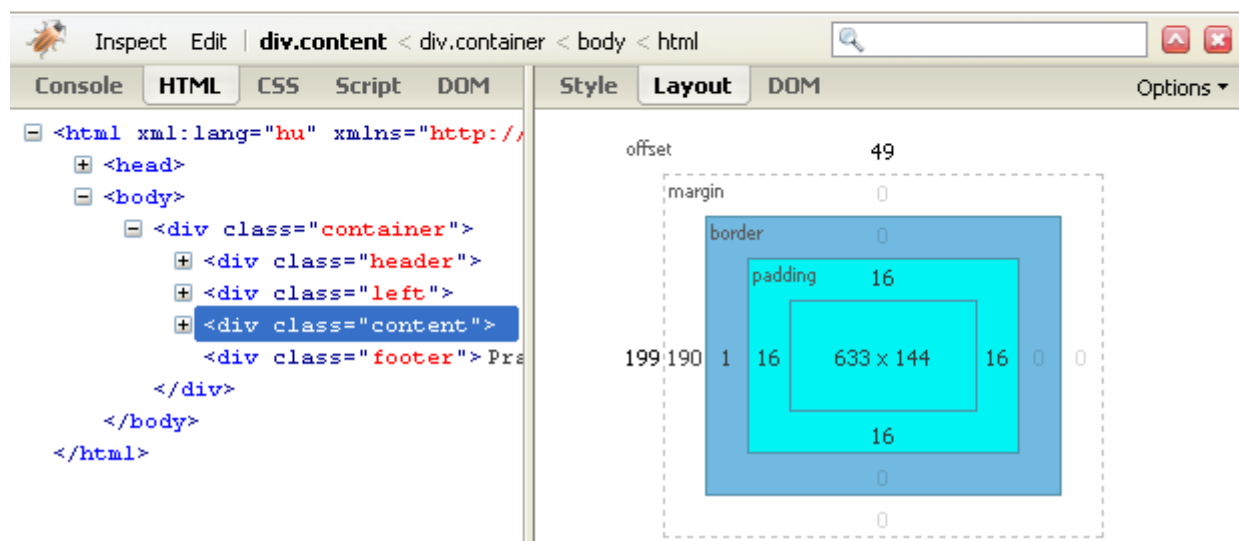 Inspect Edit | div.content < div.container < body < html
Console HTML CSS Script DOM
Style Layout DOM Options
<html xml:lang="hu" xmlns="http://
<head>
<body>
<div class="container">
<div class="header">
<div class="left">
<div class="content">
<div class="footer"> Pra
</div>
</body>
</html>
offset 49
margin 0
border 0
padding 16
199 190 1 16 633 x 144 16 0 0
16
0
0